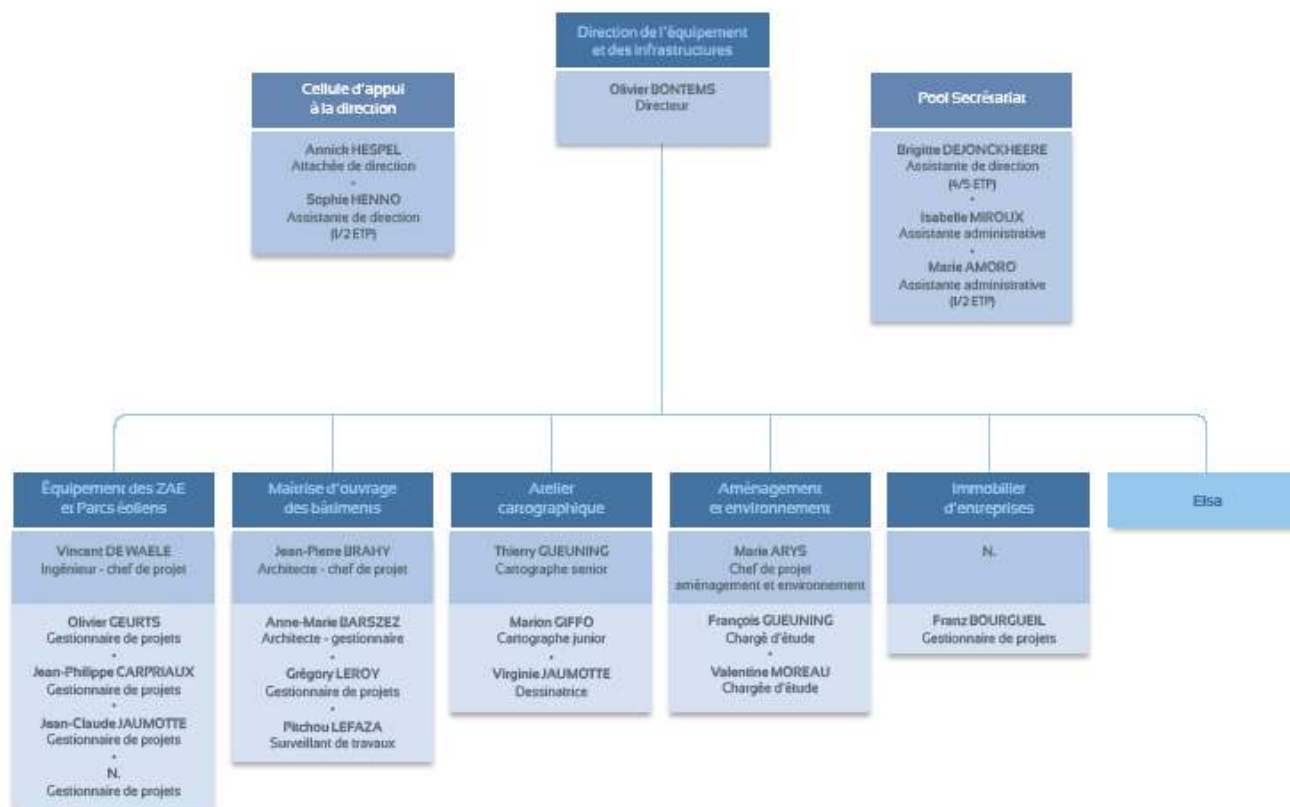 Direction de l'équipement
et des infrastructures
Olivier BONTEMS
Directeur
Cellule d'appui
à la direction
Annick HESPEL
Attachée de direction
•
Sophie HENNO
Assistante de direction
(1/2 ETP)
Pool Secrétariat
Brigitte DEJONCKHEERE
Assistante de direction
(4/5 ETP)
•
Isabelle MIROUX
Assistante administrative
•
Marie AMORO
Assistante administrative
(1/2 ETP)
Équipement des ZAE
et Parcs éoliens
Vincent DE WAELE
Ingénieur - chef de projet
Olivier GEURTS
Gestionnaire de projets
•
Jean-Philippe CARPRIAUX
Gestionnaire de projets
•
Jean-Claude JAUMOTTE
Gestionnaire de projets
•
N.
Gestionnaire de projets
Maîtrise d'ouvrage
des bâtiments
Jean-Pierre BRAHY
Architecte - chef de projet
Anne-Marie BARSZEZ
Architecte - gestionnaire
•
Grégory LEROY
Gestionnaire de projets
•
Pitchou LEFAZA
Surveillant de travaux
Atelier
cartographique
Thierry GUEUNING
Cartographe senior
Marion GIFFO
Cartographe junior
•
Virginie JAUMOTTE
Dessinatrice
Aménagement
et environnement
Marie ARYS
Chef de projet
aménagement et environnement
François GUEUNING
Chargé d'étude
•
Valentine MOREAU
Chargée d'étude
Immobilier
d'entreprises
N.
Franz BOURGUEIL
Gestionnaire de projets
Elsa